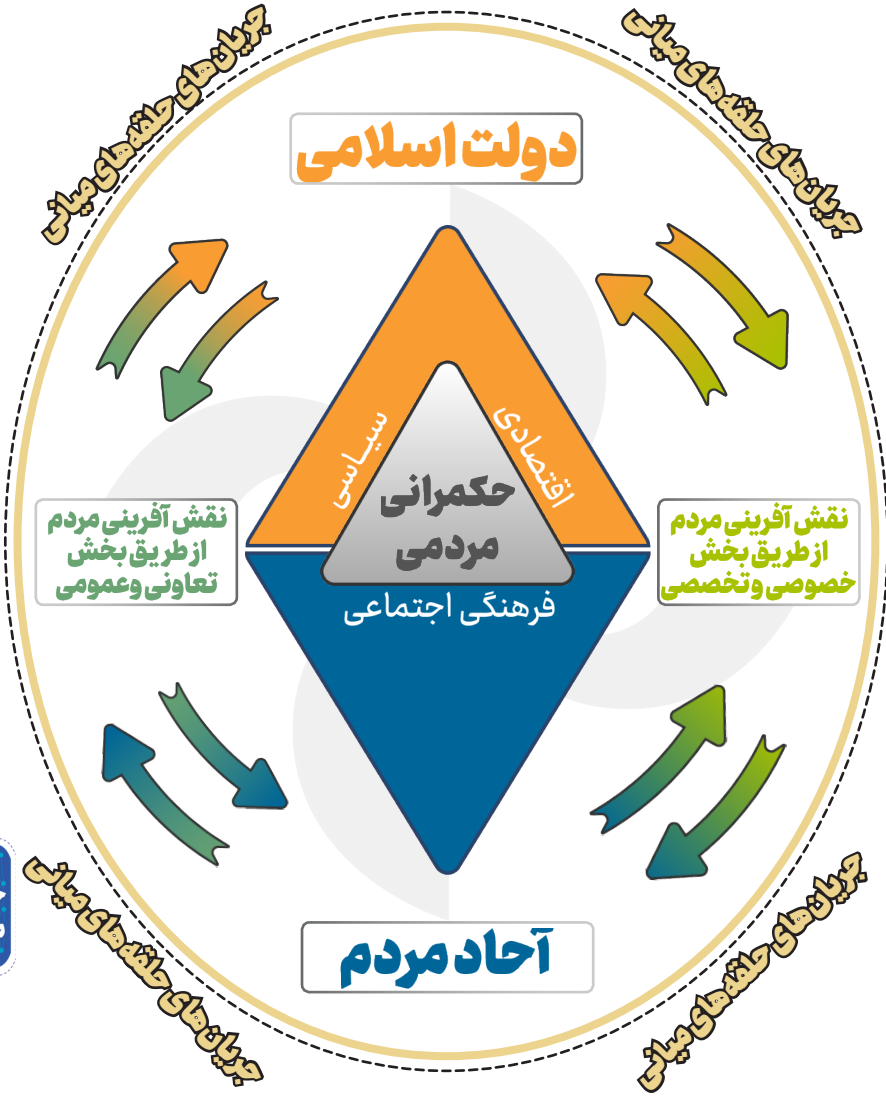 جریان‌های حلقه‌های میانی
جریان‌های حلقه‌های میانی
دولت اسلامی
اقتصادی
سیاسی
حکمرانی
مردمی
نقش آفرینی مردم
از طریق بخش
خصوصی و تخصصی
نقش آفرینی مردم
از طریق بخش
تعاونی و عمومی
فرهنگی اجتماعی
آحاد مردم
جریان‌های حلقه‌های میانی
جریان‌های حلقه‌های میانی